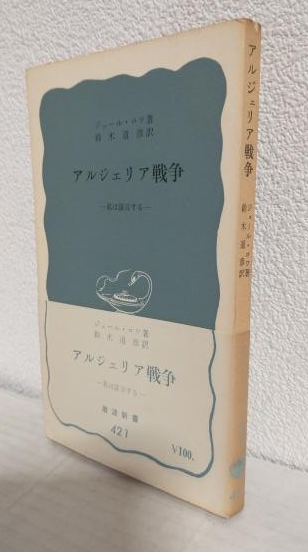 ジュール・ロワ著
鈴木道彦訳
アルジェリア戦争
―私は証言する―
ジュール・ロワ著
鈴木道彦訳
アルジェリア戦争
―私は証言する―
岩波新書
421
¥100.
アルジェリア戦争
ジュール・ロワ著
鈴木道彦訳